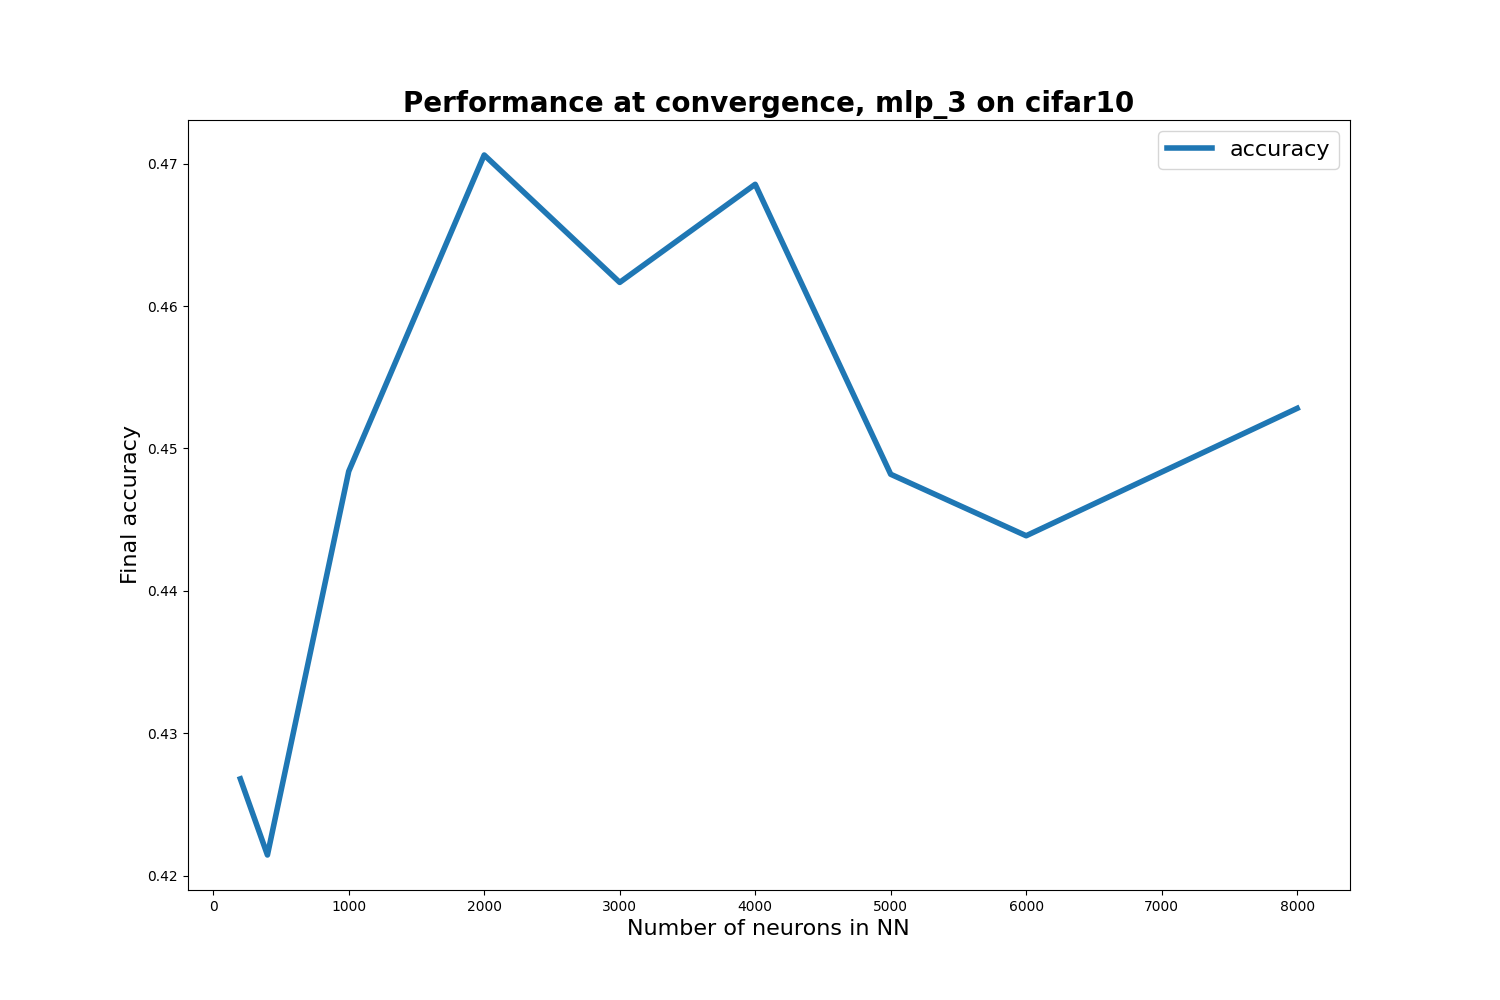 Performance at convergence, mlp_3 on cifar10
accuracy
0.47
0.46
0.45
0.44
0.43
0.42
Final accuracy
0 1000 2000 3000 4000 5000 6000 7000 8000
Number of neurons in NN